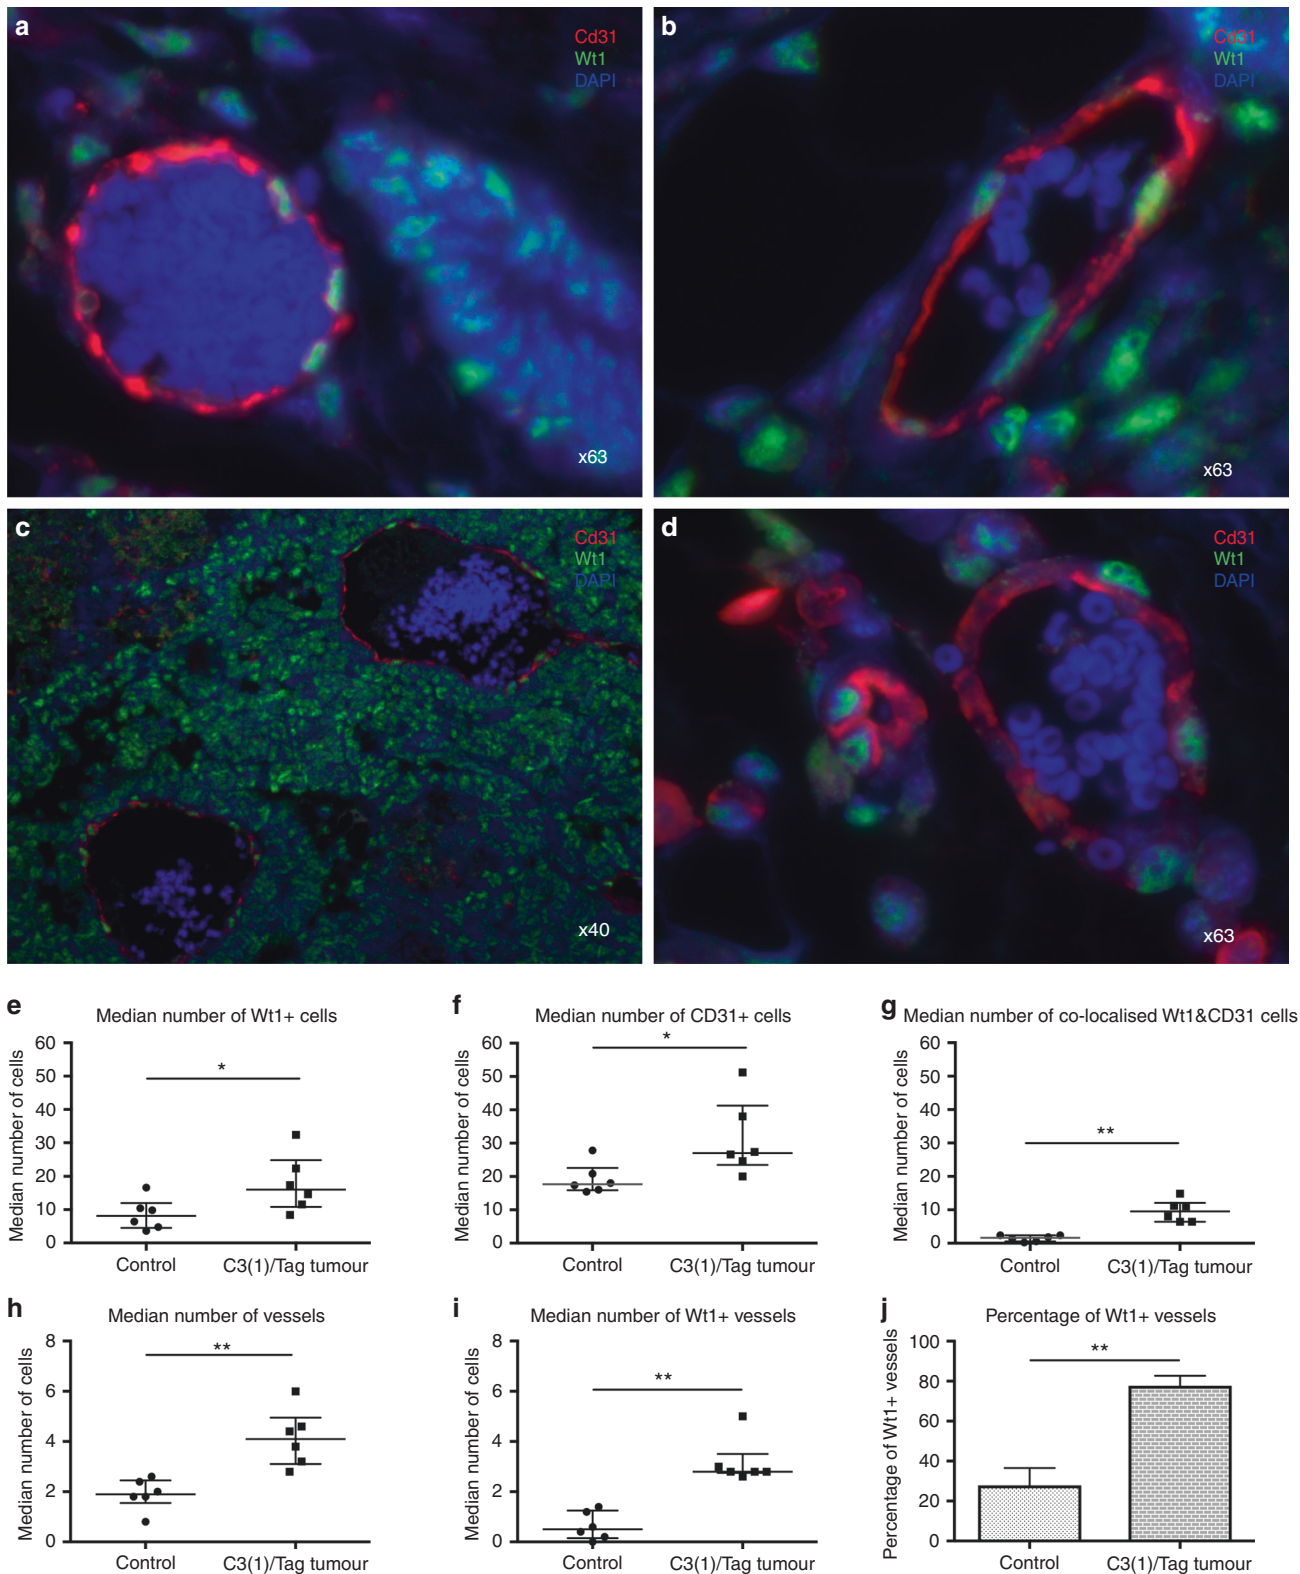 a
Cd31
Wt1
DAPI
x63
b
Cd31
Wt1
DAPI
x63
c
Cd31
Wt1
DAPI
x40
d
Cd31
Wt1
DAPI
x63
e
Median number of Wt1+ cells
Median number of cells
60
50
40
30
20
10
0
*
Control
C3(1)/Tag tumour
f
Median number of CD31+ cells
Median number of cells
60
50
40
30
20
10
0
*
Control
C3(1)/Tag tumour
g
Median number of co-localised Wt1&CD31 cells
Median number of cells
60
50
40
30
20
10
0
**
Control
C3(1)/Tag tumour
h
Median number of vessels
Median number of cells
8
6
4
2
0
**
Control
C3(1)/Tag tumour
i
Median number of Wt1+ vessels
Median number of cells
8
6
4
2
0
**
Control
C3(1)/Tag tumour
j
Percentage of Wt1+ vessels
Percentage of Wt1+ vessels
100
80
60
40
20
0
**
Control
C3(1)/Tag tumour